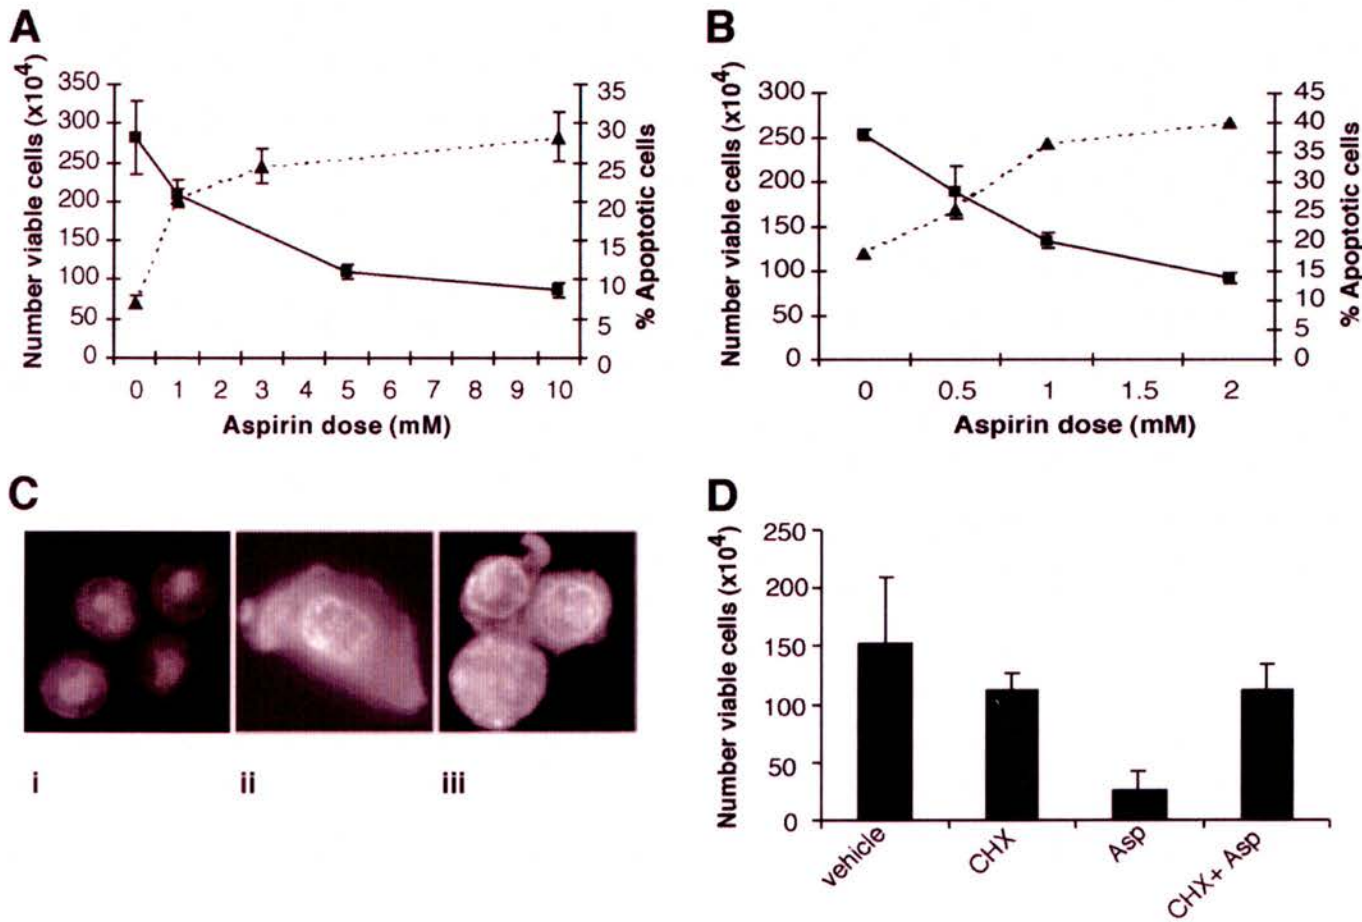 A
Number viable cells (x10⁴)
350
300
250
200
150
100
50
0
35
30
25
20
15
10
5
0
% Apoptotic cells
0 1 2 3 4 5 6 7 8 9 10
Aspirin dose (mM)
B
Number viable cells (x10⁴)
300
250
200
150
100
50
0
45
40
35
30
25
20
15
10
5
0
% Apoptotic cells
0 0.5 1 1.5 2
Aspirin dose (mM)
C
i ii iii
D
Number viable cells (x10⁴)
250
200
150
100
50
0
vehicle
CHX
Asp
CHX+ Asp